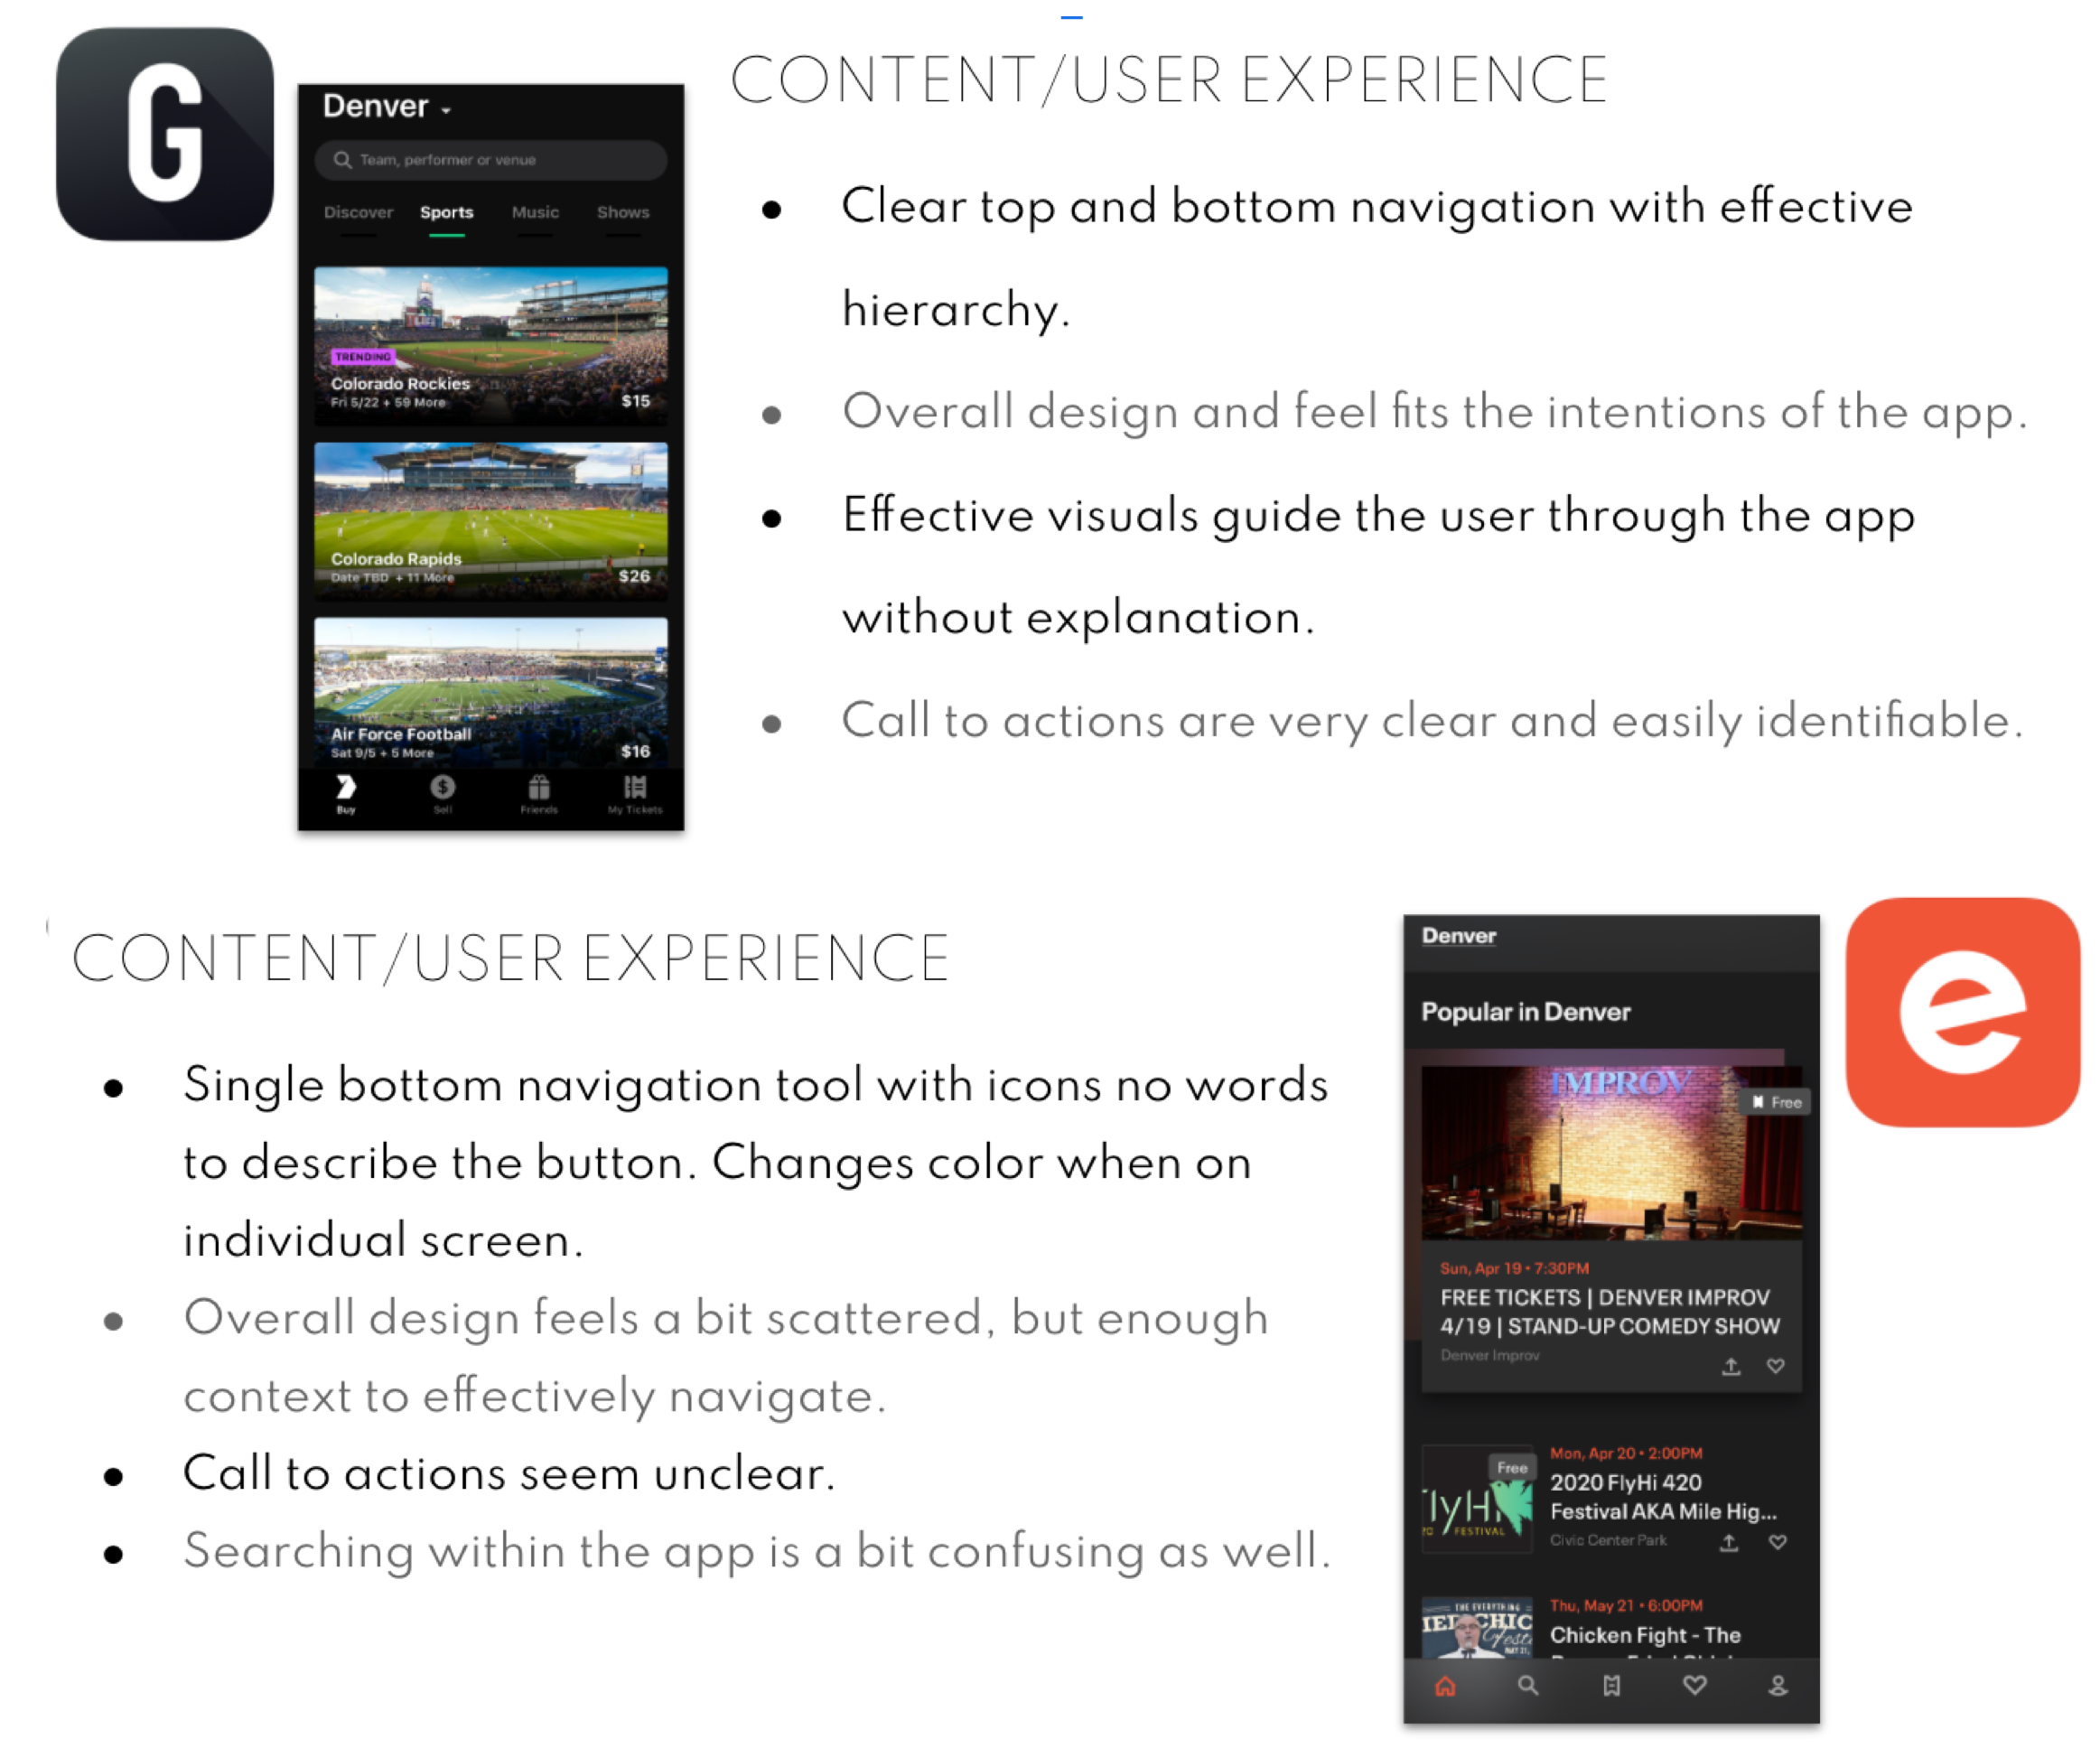 G
Denver
Team, performer or venue
Discover Sports Music Shows
TRENDING
Colorado Rockies
Fri 5/22 + 59 More
$15
Colorado Rapids
Date TBD + 11 More
$26
Air Force Football
Sat 9/5 + 5 More
$16
Buy Sell Friends My Tickets
CONTENT/USER EXPERIENCE
● Clear top and bottom navigation with effective
hierarchy.
● Overall design and feel fits the intentions of the app.
● Effective visuals guide the user through the app
without explanation.
● Call to actions are very clear and easily identifiable.
CONTENT/USER EXPERIENCE
● Single bottom navigation tool with icons no words
to describe the button. Changes color when on
individual screen.
● Overall design feels a bit scattered, but enough
context to effectively navigate.
● Call to actions seem unclear.
● Searching within the app is a bit confusing as well.
Denver
Popular in Denver
IMPROV
Free
Sun, Apr 19 • 7:30PM
FREE TICKETS | DENVER IMPROV
4/19 | STAND-UP COMEDY SHOW
Denver Improv
Free
FESTIVAL
Mon, Apr 20 • 2:00PM
2020 FlyHi 420
Festival AKA Mile Hig...
Civic Center Park
THE EVERYTHING
CHIC
Thu, May 21 • 6:00PM
Chicken Fight - The
e